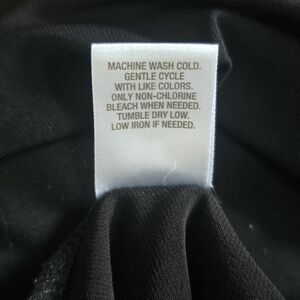 MACHINE WASH COLD.
GENTLE CYCLE
WITH LIKE COLORS.
ONLY NON-CHLORINE
BLEACH WHEN NEEDED.
TUMBLE DRY LOW.
LOW IRON IF NEEDED.